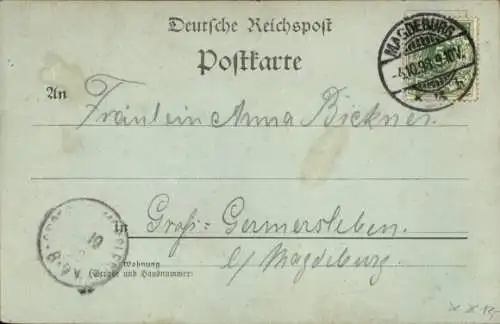 Deutsche Reichspost
Postkarte
MAGDEBURG
An
Fräulein Anna Bickner.
In Groß-Germersleben.
Wohnung
(Straße und Hausnummer)
b/ Magdeburg.